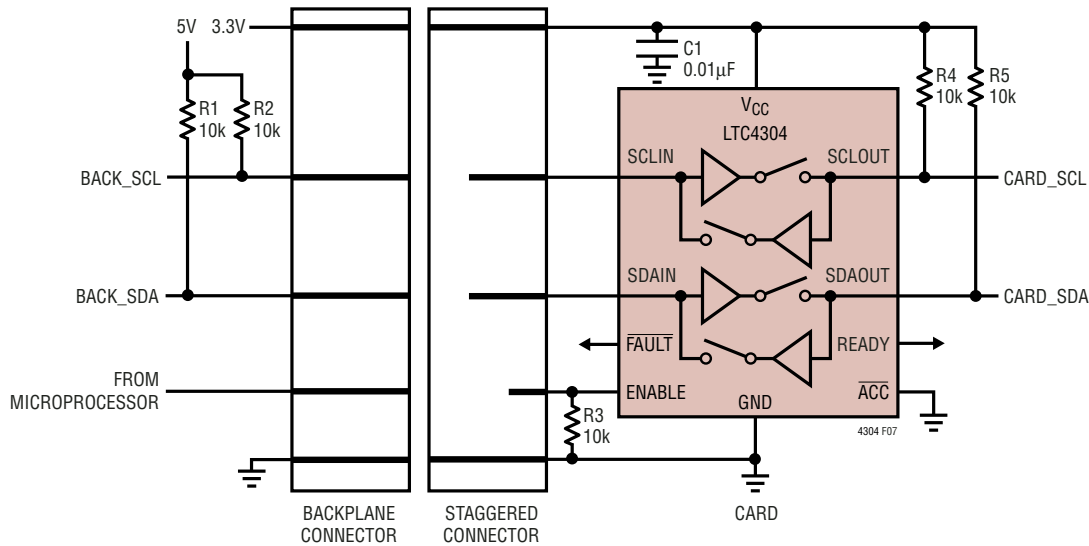 5V 3.3V
R1
10k
R2
10k
BACK_SCL
BACK_SDA
FROM
MICROPROCESSOR
BACKPLANE
CONNECTOR
STAGGERED
CONNECTOR
C1
0.01μF
VCC
LTC4304
SCLIN
SCLOUT
SDAIN
SDAOUT
FAULT
READY
ENABLE
GND
ACC
R3
10k
4304 F07
CARD
R4
10k
R5
10k
CARD_SCL
CARD_SDA